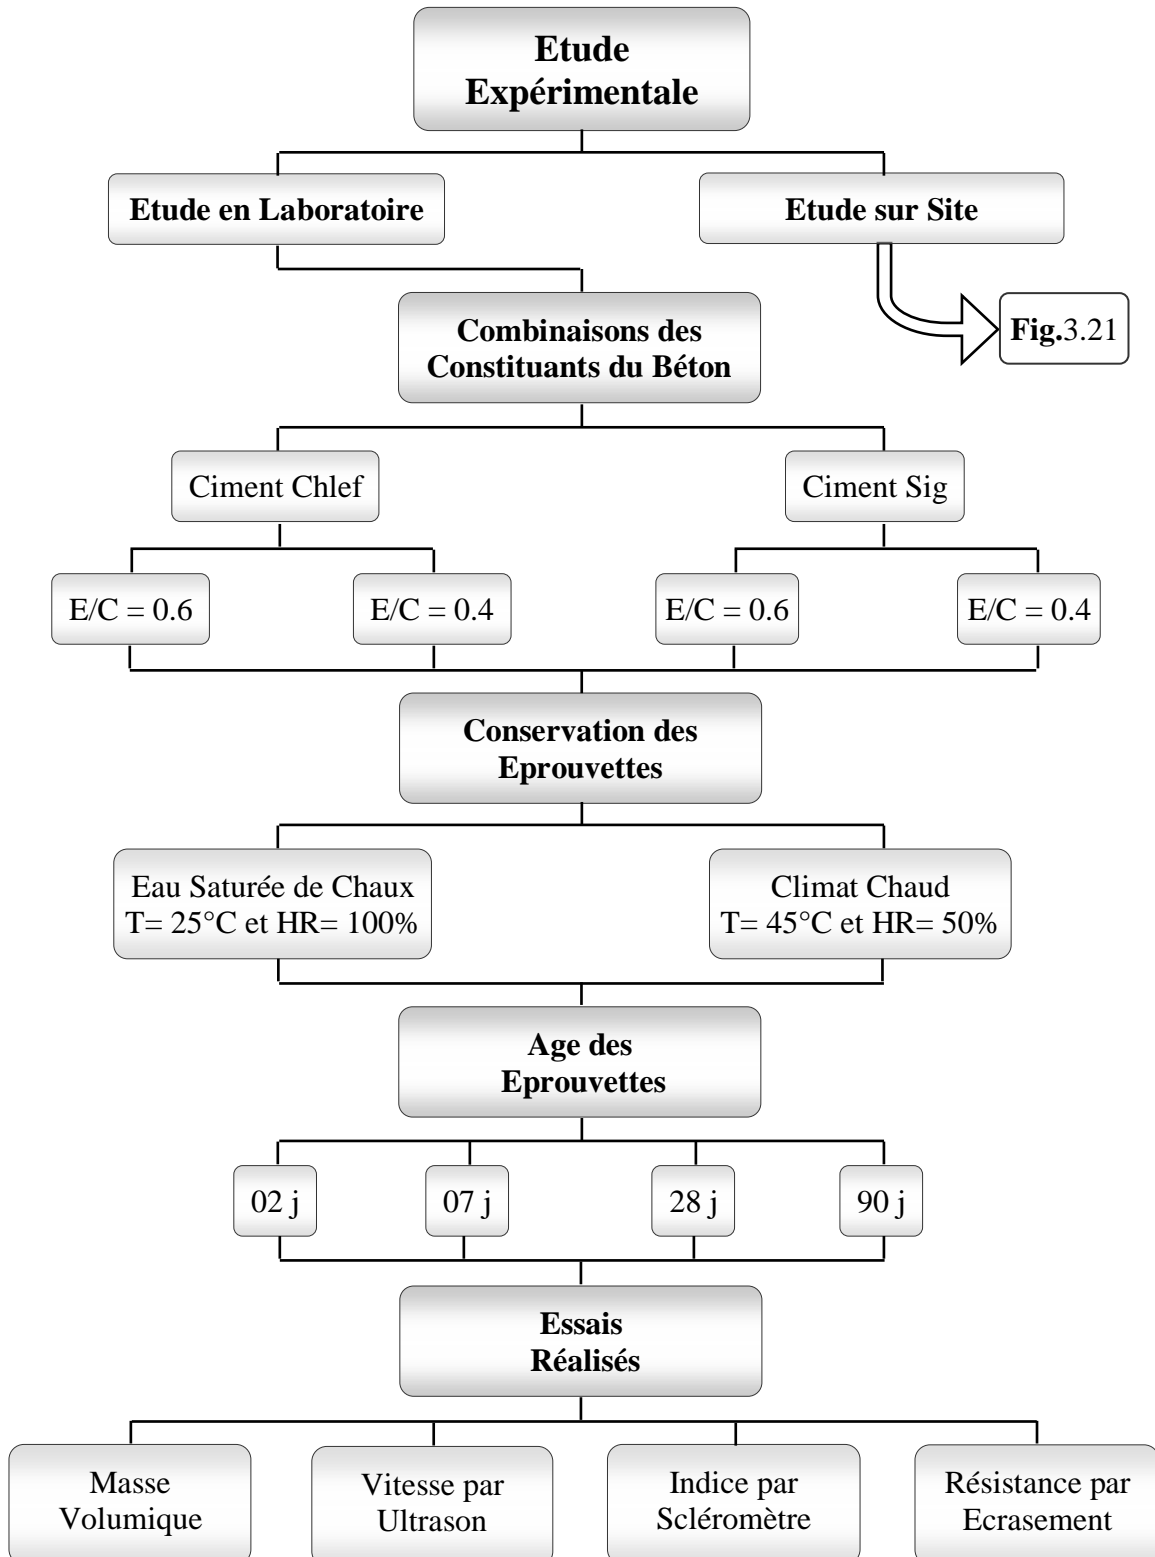 Etude
Expérimentale
Etude en Laboratoire
Etude sur Site
Fig.3.21
Combinaisons des
Constituants du Béton
Ciment Chlef
Ciment Sig
E/C = 0.6
E/C = 0.4
E/C = 0.6
E/C = 0.4
Conservation des
Eprouvettes
Eau Saturée de Chaux
T= 25°C et HR= 100%
Climat Chaud
T= 45°C et HR= 50%
Age des
Eprouvettes
02 j
07 j
28 j
90 j
Essais
Réalisés
Masse
Volumique
Vitesse par
Ultrason
Indice par
Scléromètre
Résistance par
Ecrasement